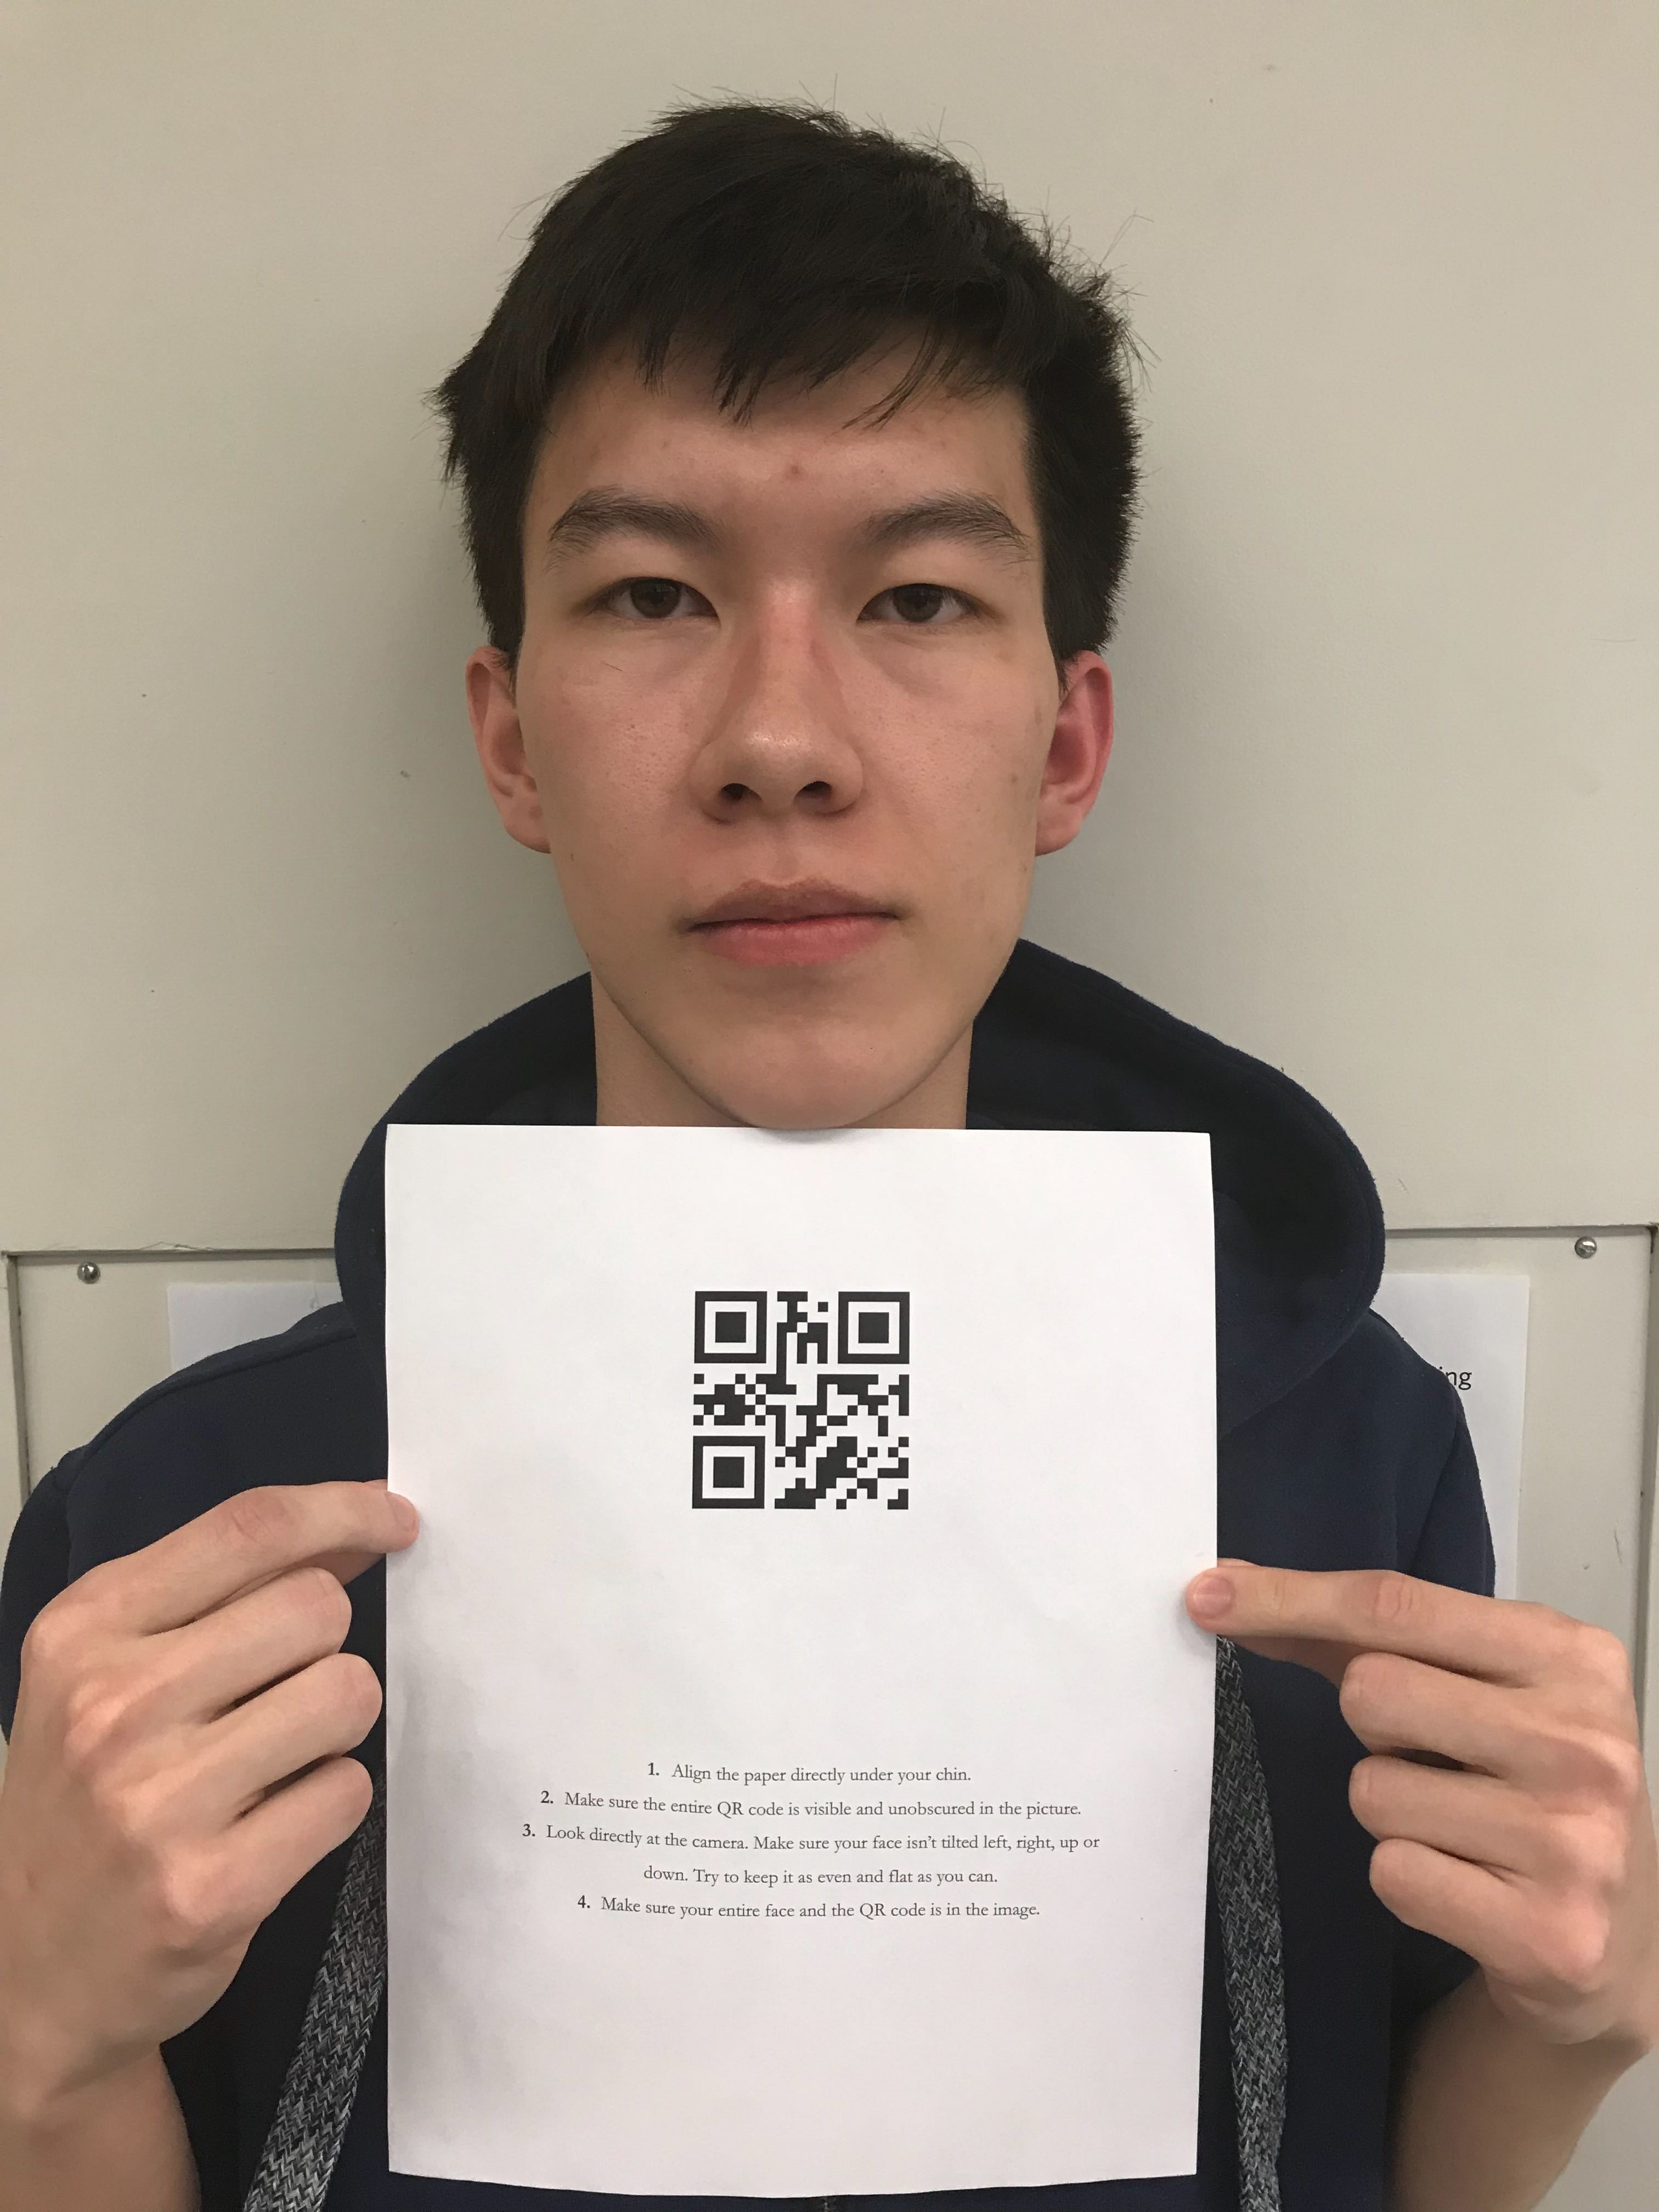 ng
1. Align the paper directly under your chin.
2. Make sure the entire QR code is visible and unobscured in the picture.
3. Look directly at the camera. Make sure your face isn't tilted left, right, up or
down. Try to keep it as even and flat as you can.
4. Make sure your entire face and the QR code is in the image.